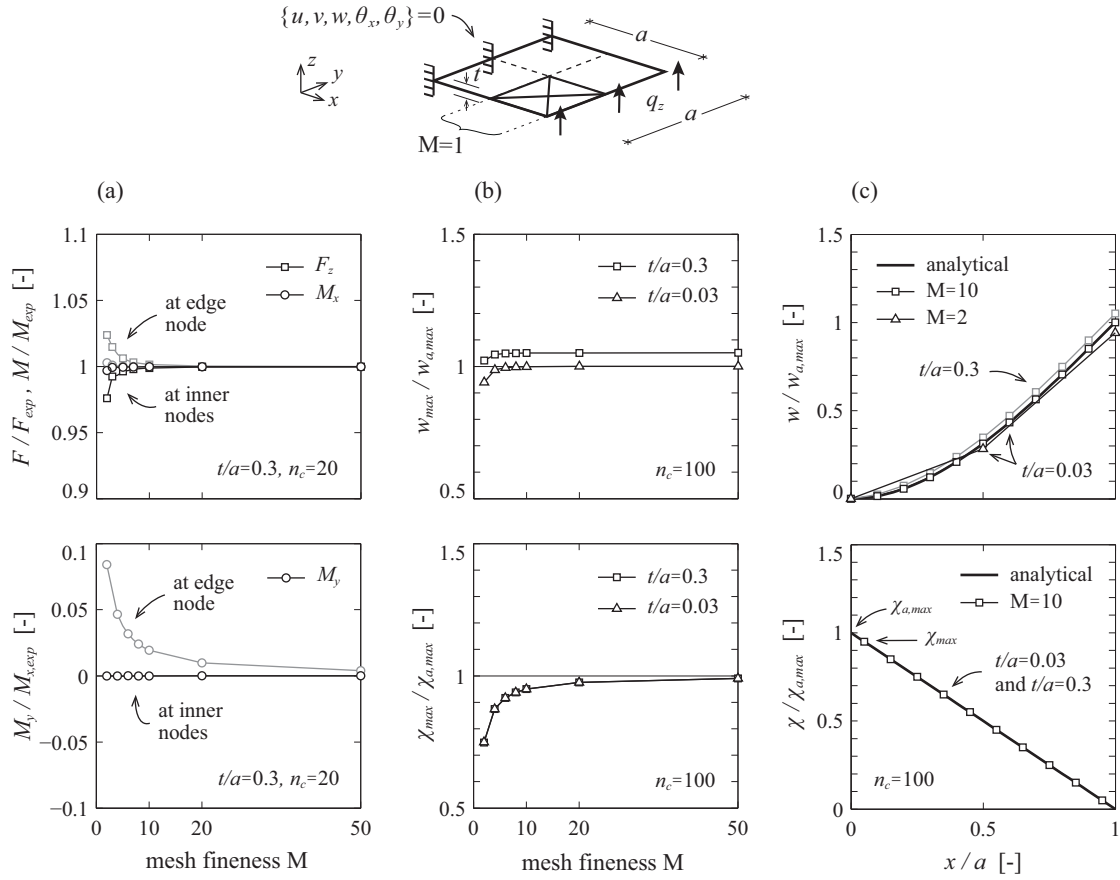 {u, v, w, θx, θy}=0
a
z
y
x
t
qz
a
M=1
(a)
(b)
(c)
F / Fexp , M / Mexp [-]
1.1
1.05
1
0.95
0.9
Fz
Mx
at edge
node
at inner
nodes
t/a=0.3, nc=20
wmax / wa,max [-]
1.5
1
0.5
t/a=0.3
t/a=0.03
nc=100
w / wa,max [-]
1.5
1
0.5
0
analytical
M=10
M=2
t/a=0.3
t/a=0.03
My / Mx,exp [-]
0.1
0.05
0
−0.05
−0.1
My
at edge
node
at inner
nodes
t/a=0.3, nc=20
0 10 20 50
mesh fineness M
χmax / χa,max [-]
1.5
1
0.5
t/a=0.3
t/a=0.03
nc=100
0 10 20 50
mesh fineness M
χ / χa,max [-]
1.5
1
0.5
0
analytical
M=10
χa,max
χmax
t/a=0.03
and t/a=0.3
nc=100
0 0.5 1
x / a [-]